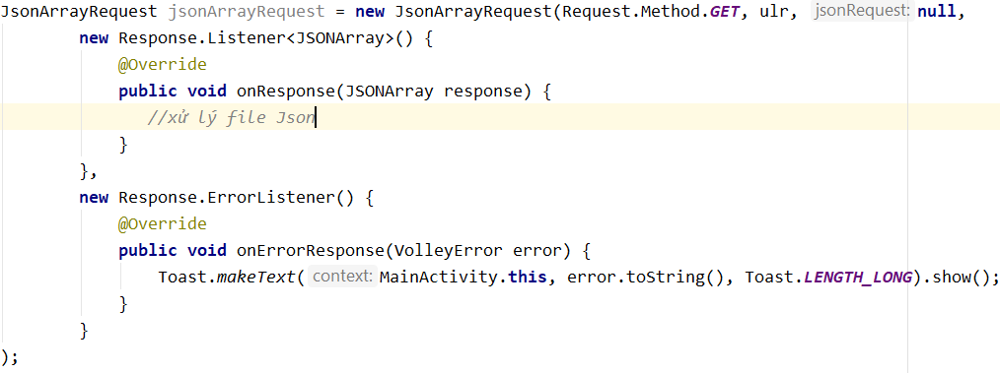 JsonArrayRequest jsonArrayRequest = new JsonArrayRequest(Request.Method.GET, ulr, jsonRequest: null,
new Response.Listener<JSONArray>() {
@Override
public void onResponse(JSONArray response) {
//xử lý file Json
}
},
new Response.ErrorListener() {
@Override
public void onErrorResponse(VolleyError error) {
Toast.makeText( context: MainActivity.this, error.toString(), Toast.LENGTH_LONG).show();
}
}
);